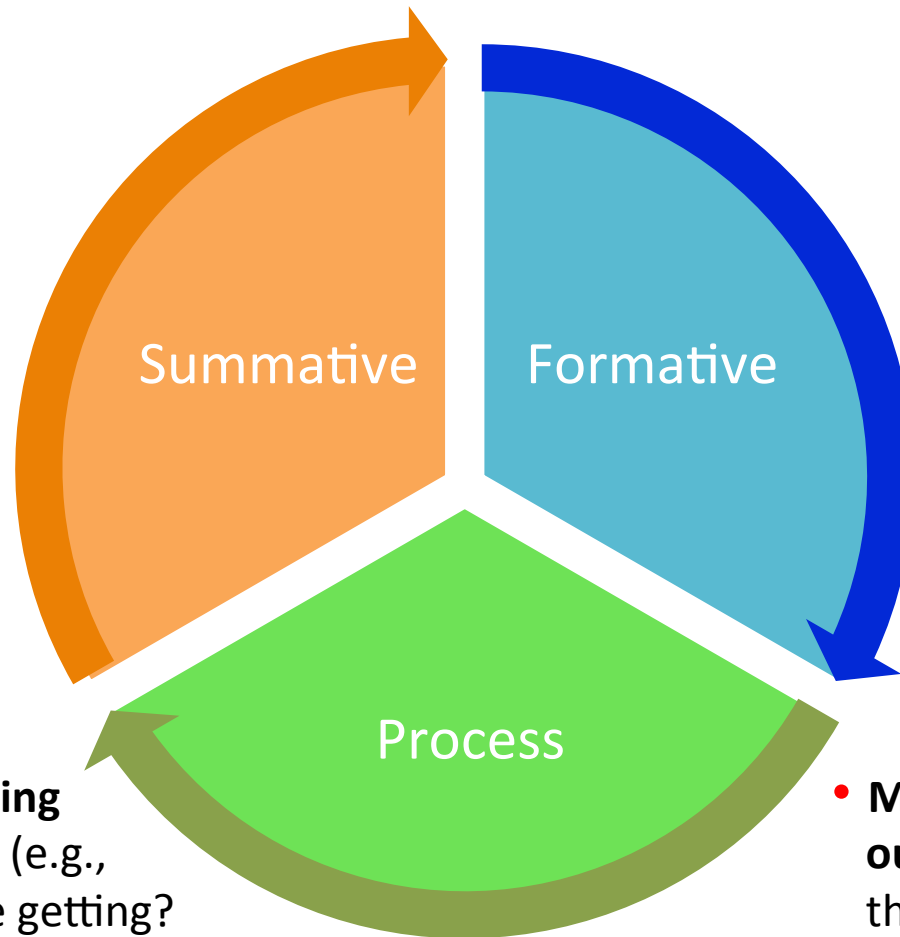 Summative
Formative
Process
ing
(e.g.,
e getting?
• M
ou
th